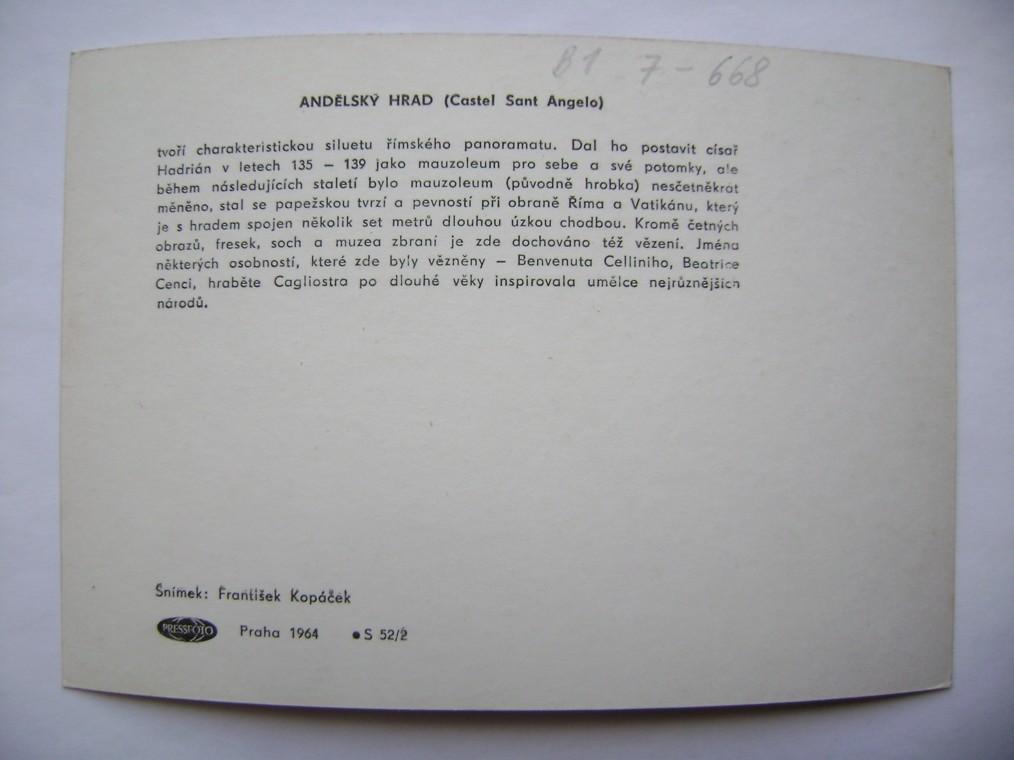 B1 7-668
ANDĚLSKÝ HRAD (Castel Sant Angelo)
tvoří charakteristickou siluetu římského panoramatu. Dal ho postavit císař
Hadrián v letech 135 – 139 jako mauzoleum pro sebe a své potomky, ale
během následujících staletí bylo mauzoleum (původně hrobka) nesčetněkrat
měněno, stal se papežskou tvrzí a pevností při obraně Říma a Vatikánu, který
je s hradem spojen několik set metrů dlouhou úzkou chodbou. Kromě četných
obrazů, fresek, soch a muzea zbraní je zde dochováno též vězení. Jména
některých osobností, které zde byly vězněny – Benvenuta Celliniho, Beatrice
Cenci, hraběte Cagliostra po dlouhé věky inspirovala umělce nejrůznějších
národů.
Snímek: František Kopáček
PRESSFOTO Praha 1964 ● S 52/2